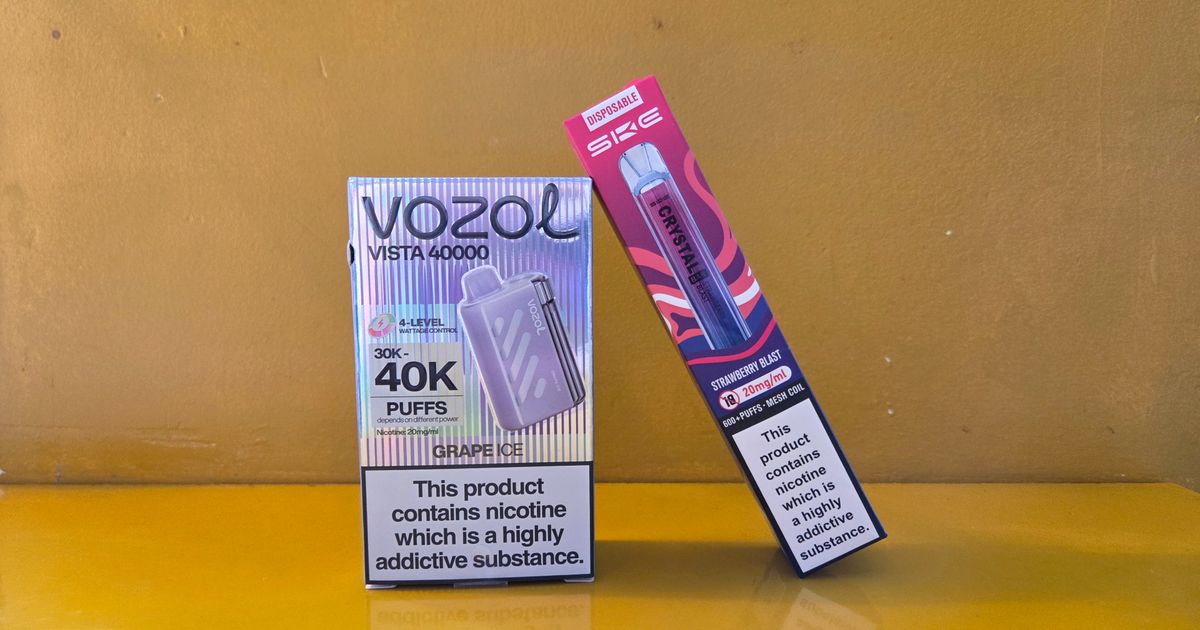 VOZOL
VISTA 40000
4-LEVEL
WATTAGE CONTROL
30K-
40K
PUFFS
depends on different power
Nicotine: 20mg/ml
VOZOL
GRAPE ICE
This product
contains nicotine
which is a highly
addictive substance.
DISPOSABLE
SKE
CRYSTAL
STRAWBERRY BLAST
18 20mg/ml
600+PUFFS · MESH COIL
This
product
contains
nicotine
which is
a highly
addictive
substance.